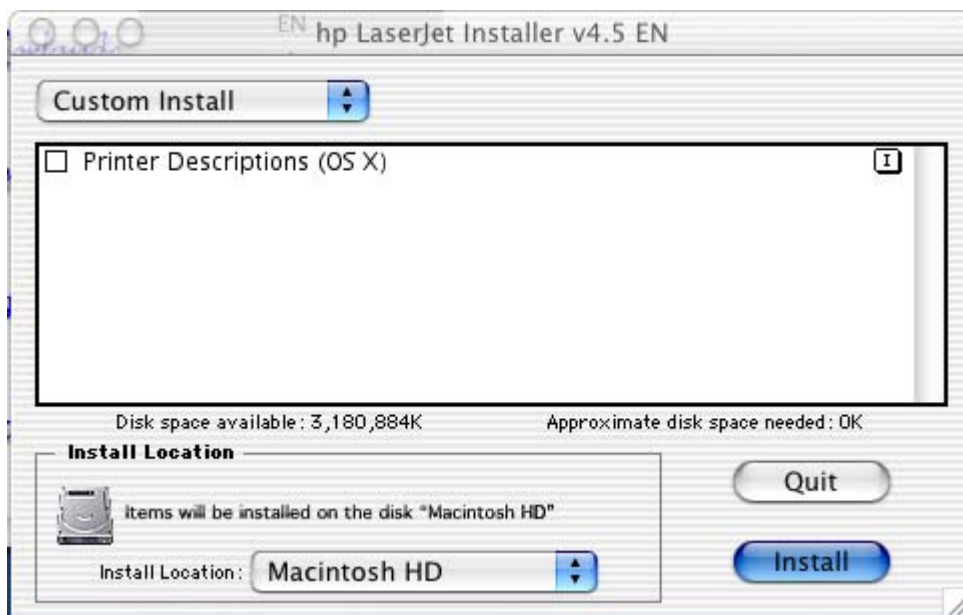 EN
hp LaserJet Installer v4.5 EN
Custom Install
Printer Descriptions (OS X)
I
Disk space available: 3,180,884K
Approximate disk space needed: 0K
Install Location
Items will be installed on the disk “Macintosh HD”
Install Location: Macintosh HD
Quit
Install